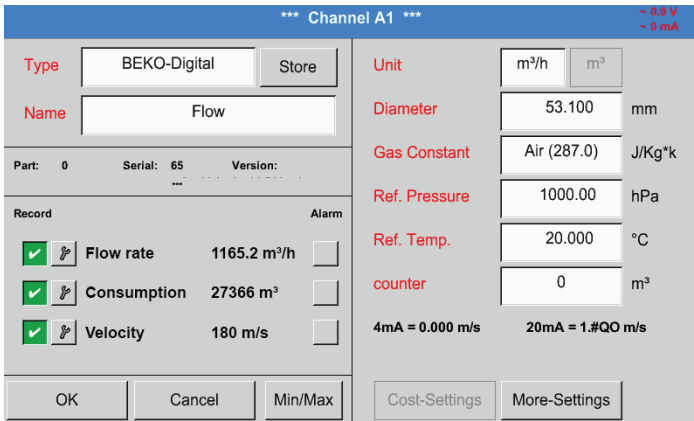 *** Channel A1 ***
~ 0.0 V
~ 0 mA
Type BEKO-Digital Store
Name Flow
Part: 0 Serial: 65 Version:
---
Record Alarm
Flow rate 1165.2 m³/h
Consumption 27366 m³
Velocity 180 m/s
OK Cancel Min/Max
Unit m³/h m³
Diameter 53.100 mm
Gas Constant Air (287.0) J/Kg*k
Ref. Pressure 1000.00 hPa
Ref. Temp. 20.000 °C
counter 0 m³
4mA = 0.000 m/s 20mA = 1.#QO m/s
Cost-Settings More-Settings